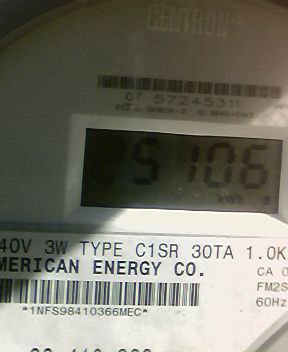 CENTRON
07 57245311
5106
kWh
40V 3W TYPE C1SR 30TA 1.0K
MERICAN ENERGY CO.
CA 0
FM2S
60Hz
*1NFS98410366MEC*